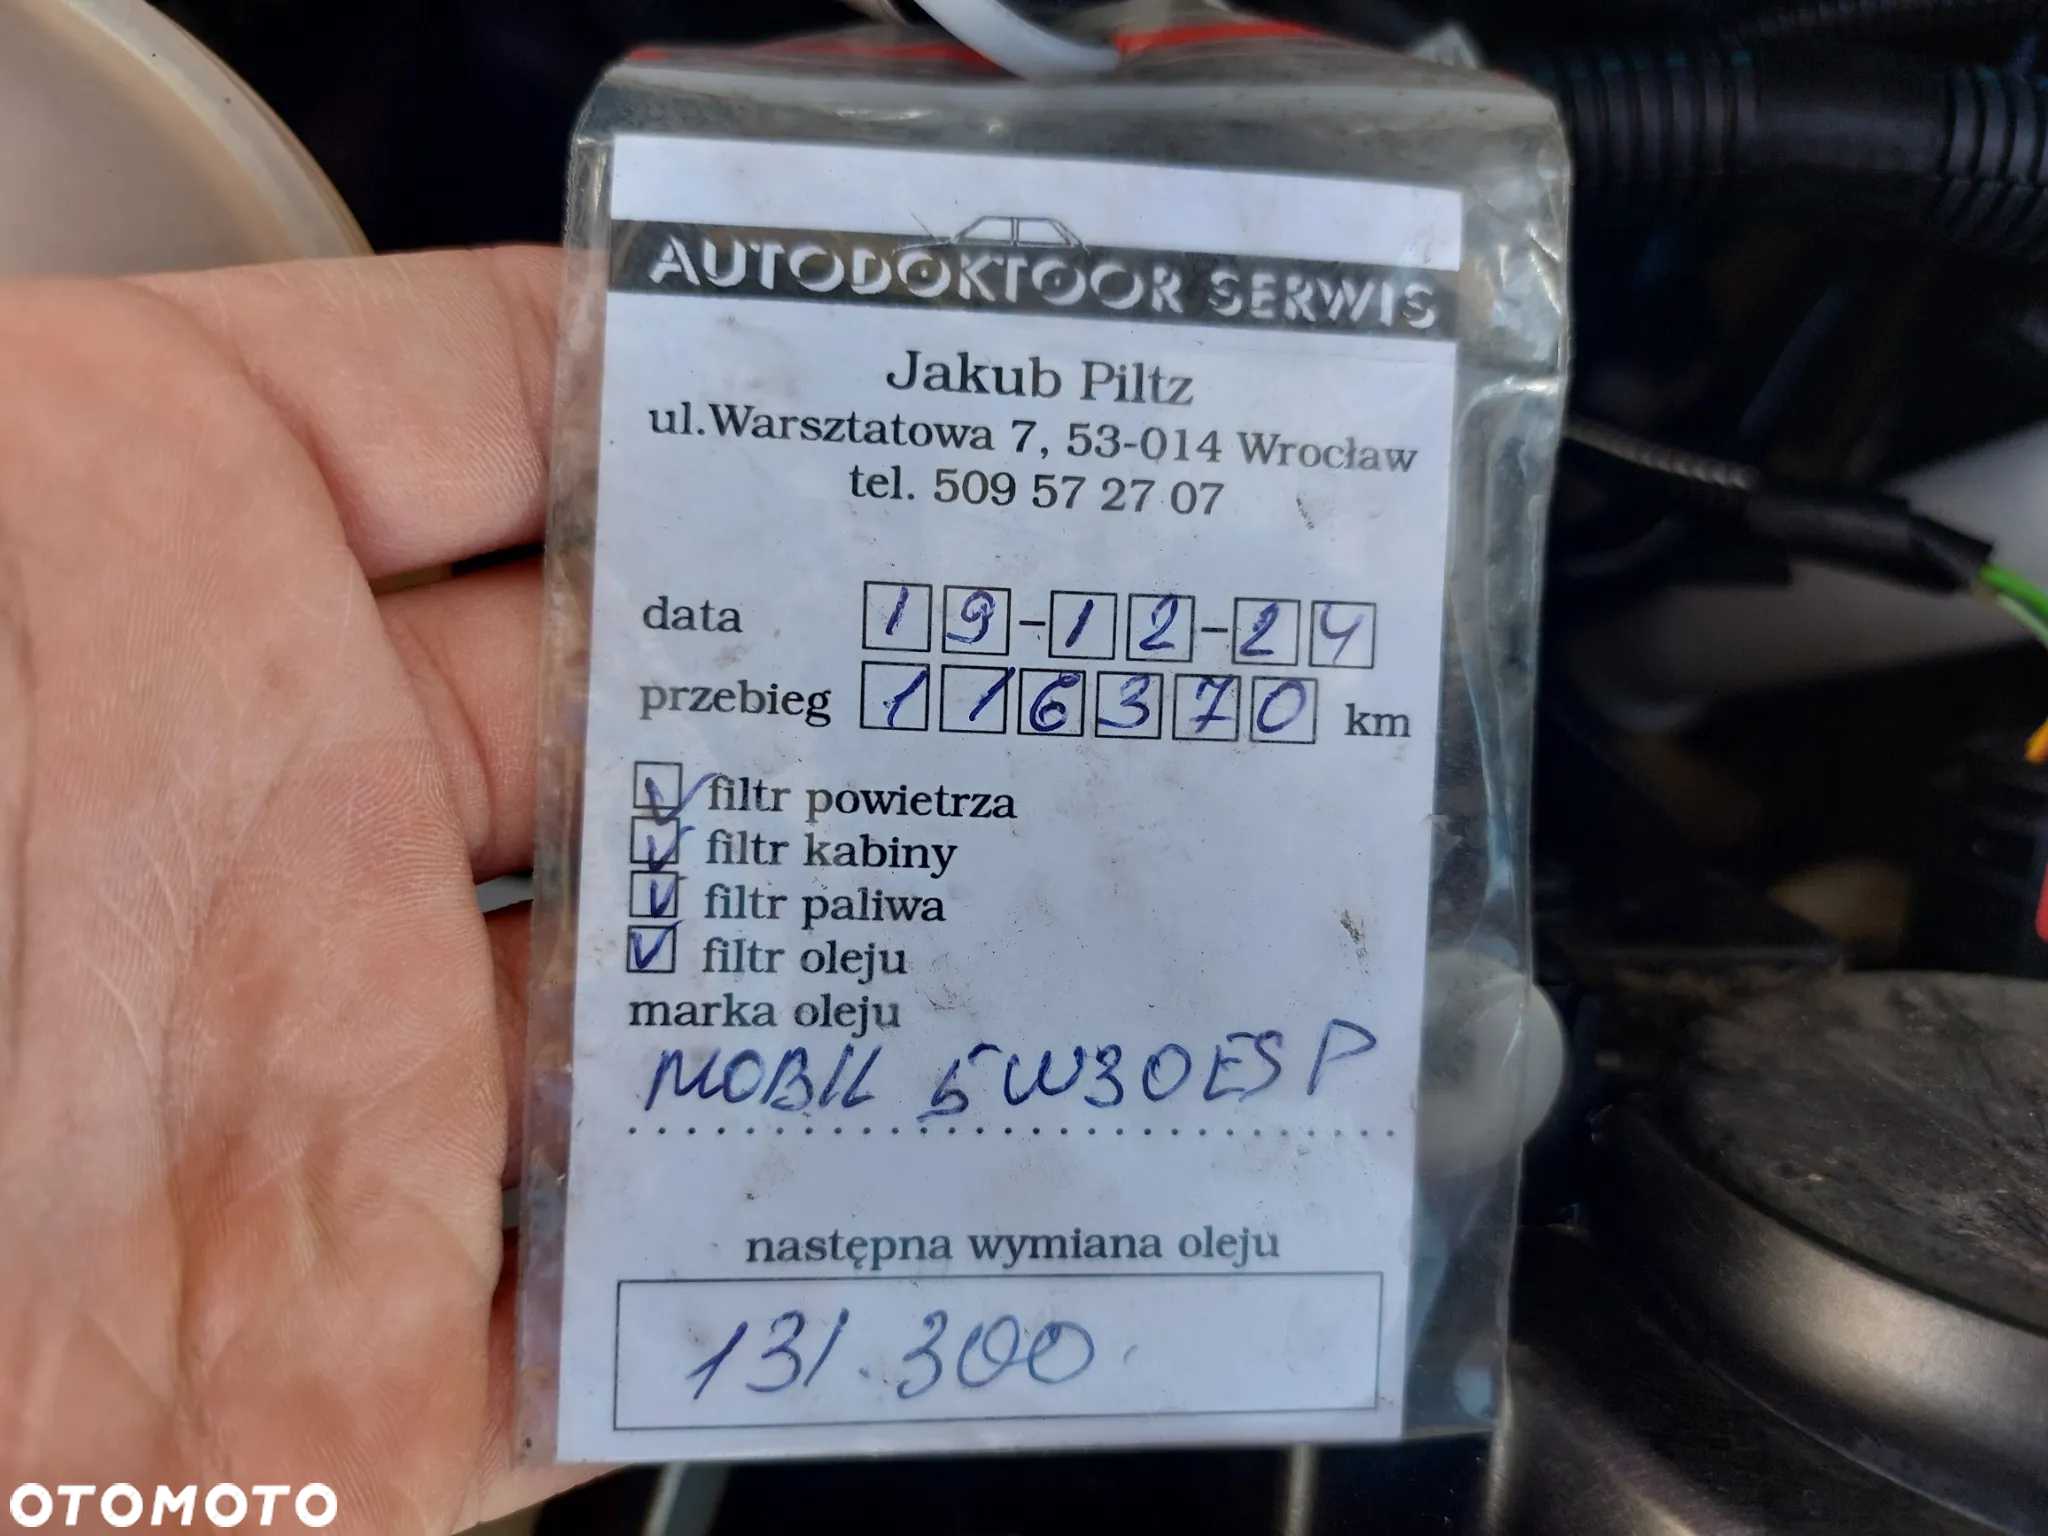 AUTODOKTOOR SERWIS
Jakub Piltz
ul.Warsztatowa 7, 53-014 Wrocław
tel. 509 57 27 07
data 19-12-24
przebieg 116370 km
filtr powietrza
filtr kabiny
filtr paliwa
filtr oleju
marka oleju
MOBIL 5W30 ESP
następna wymiana oleju
131.300
OTOMOTO